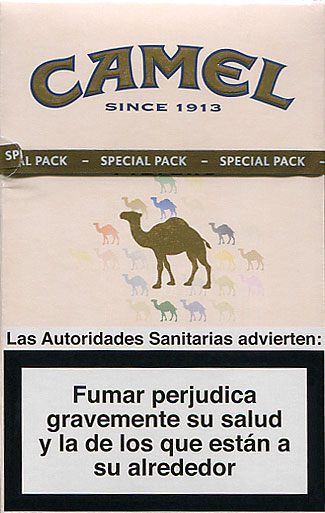 CAMEL
SINCE 1913
SPECIAL PACK – SPECIAL PACK – SPECIAL PACK –
Las Autoridades Sanitarias advierten:
Fumar perjudica
gravemente su salud
y la de los que están a
su alrededor